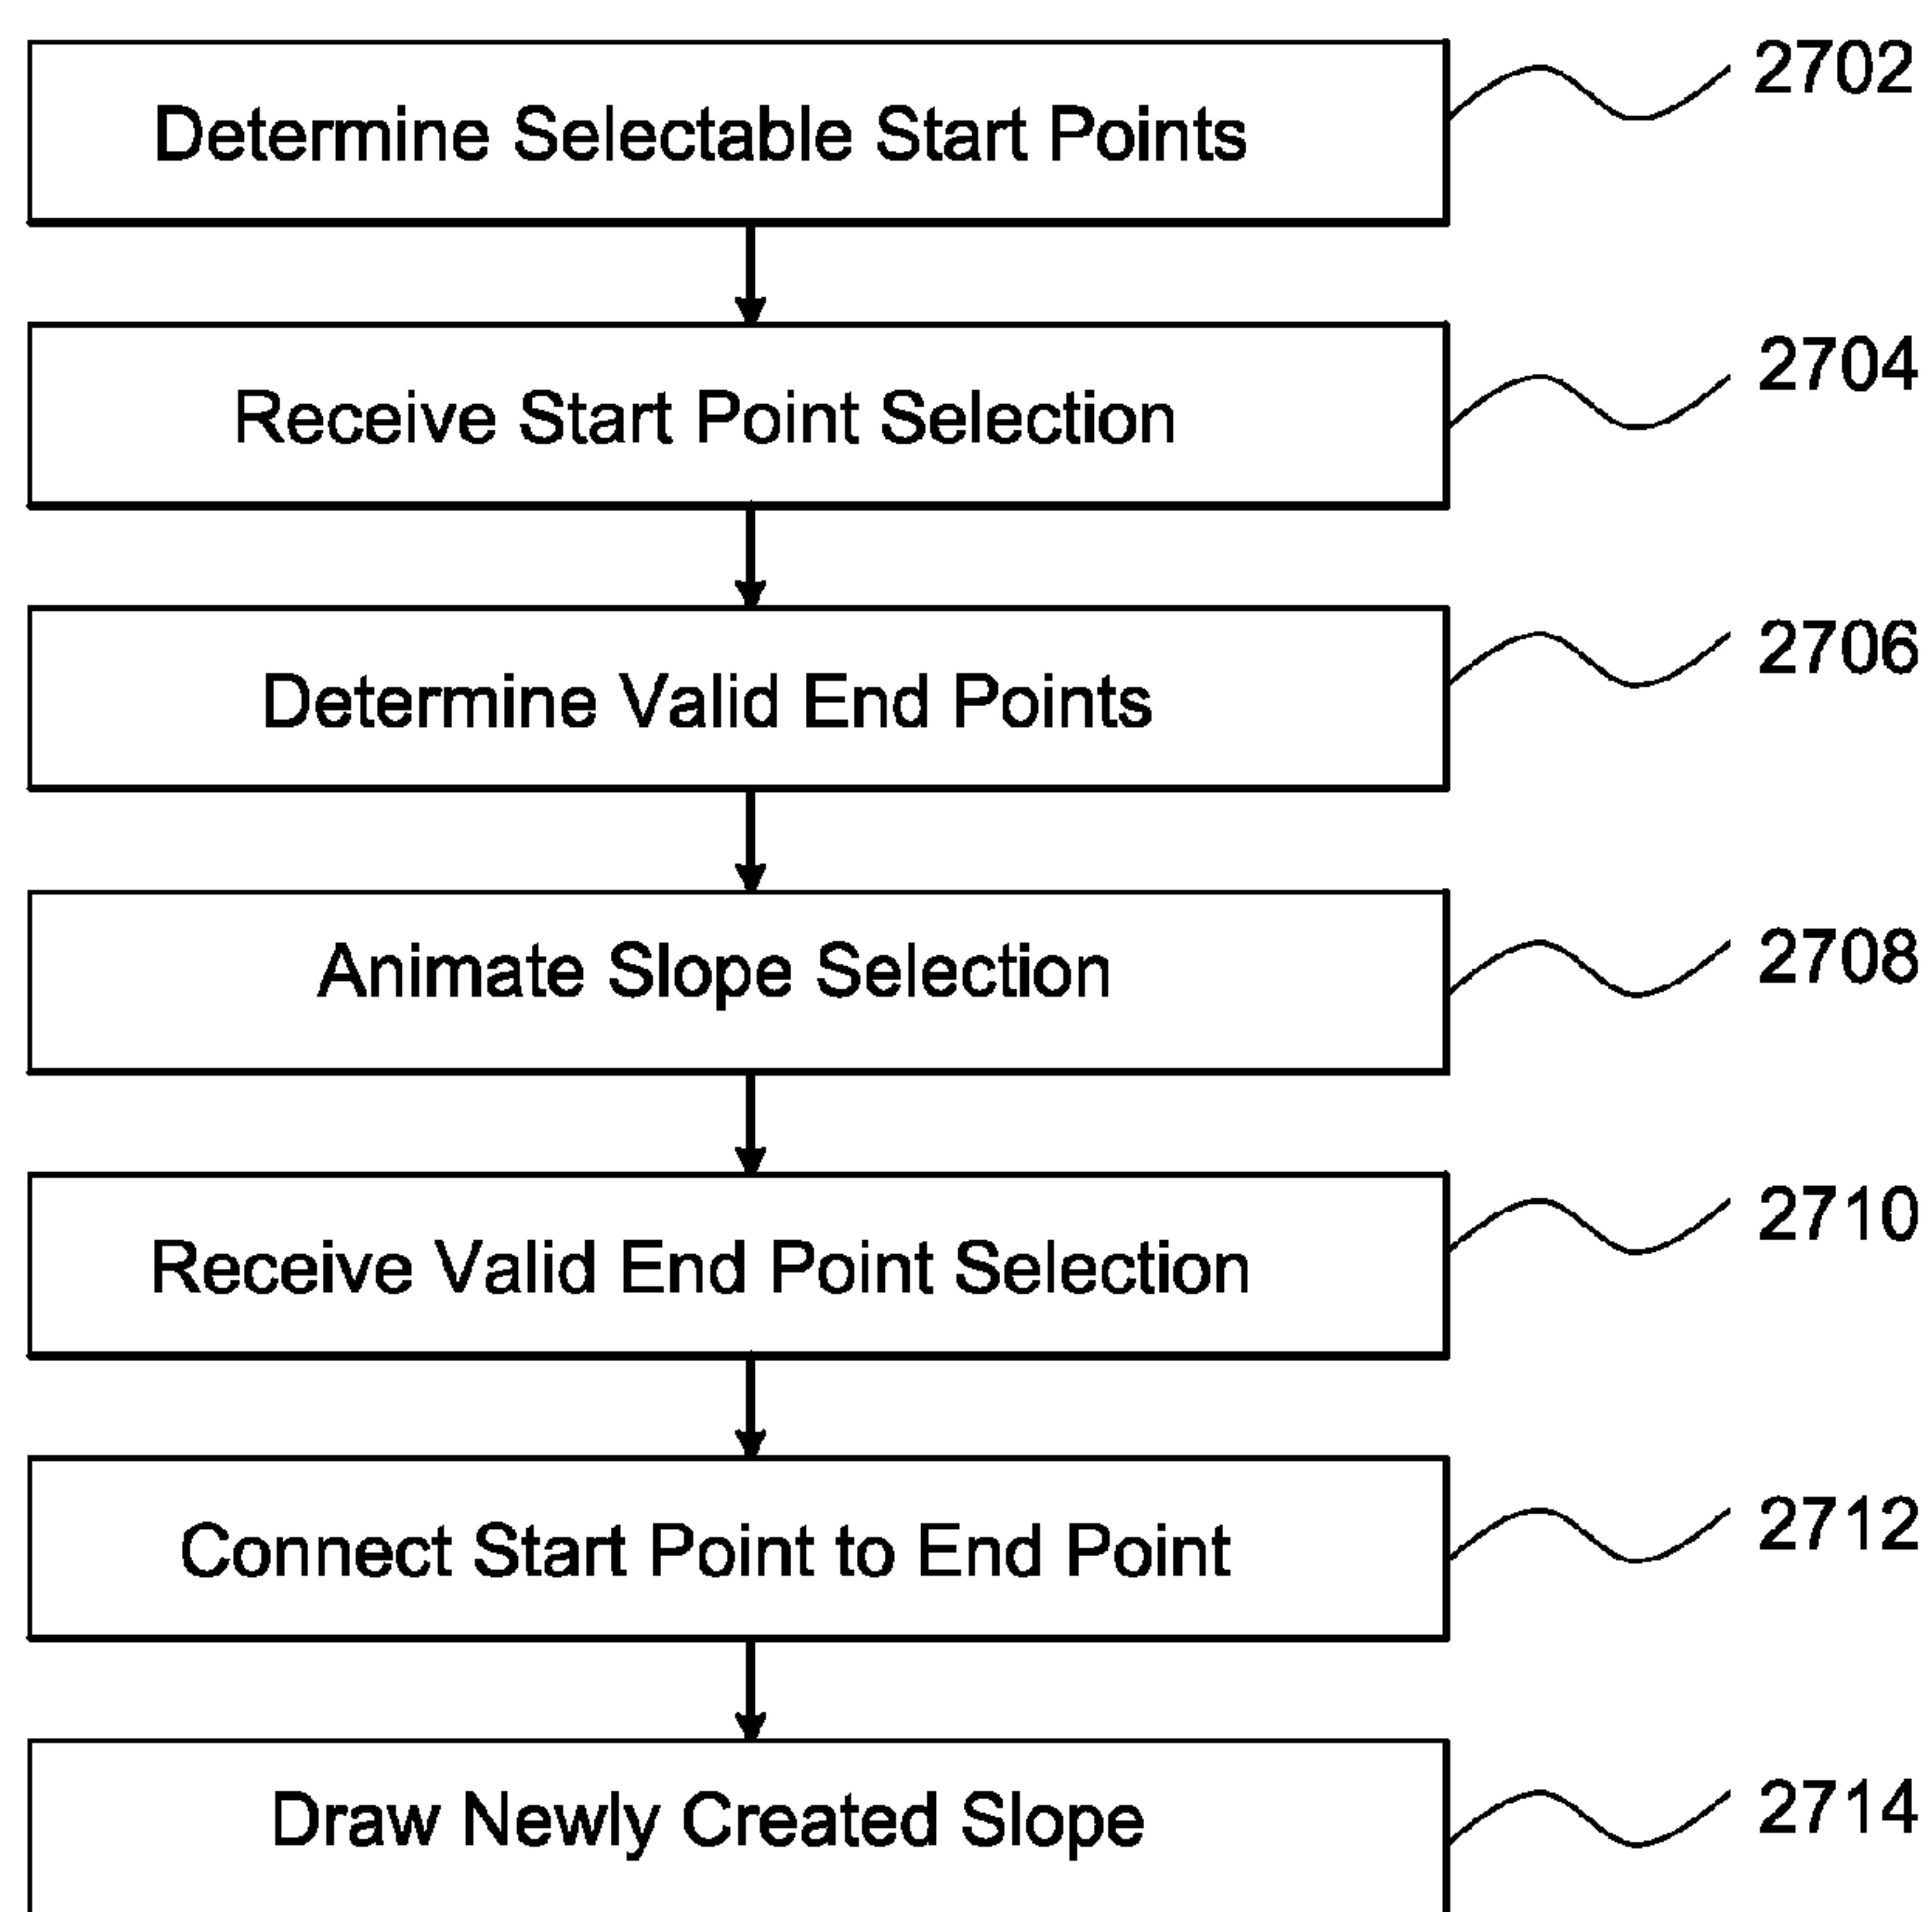 Determine Selectable Start Points
2702
Receive Start Point Selection
2704
Determine Valid End Points
2706
Animate Slope Selection
2708
Receive Valid End Point Selection
2710
Connect Start Point to End Point
2712
Draw Newly Created Slope
2714